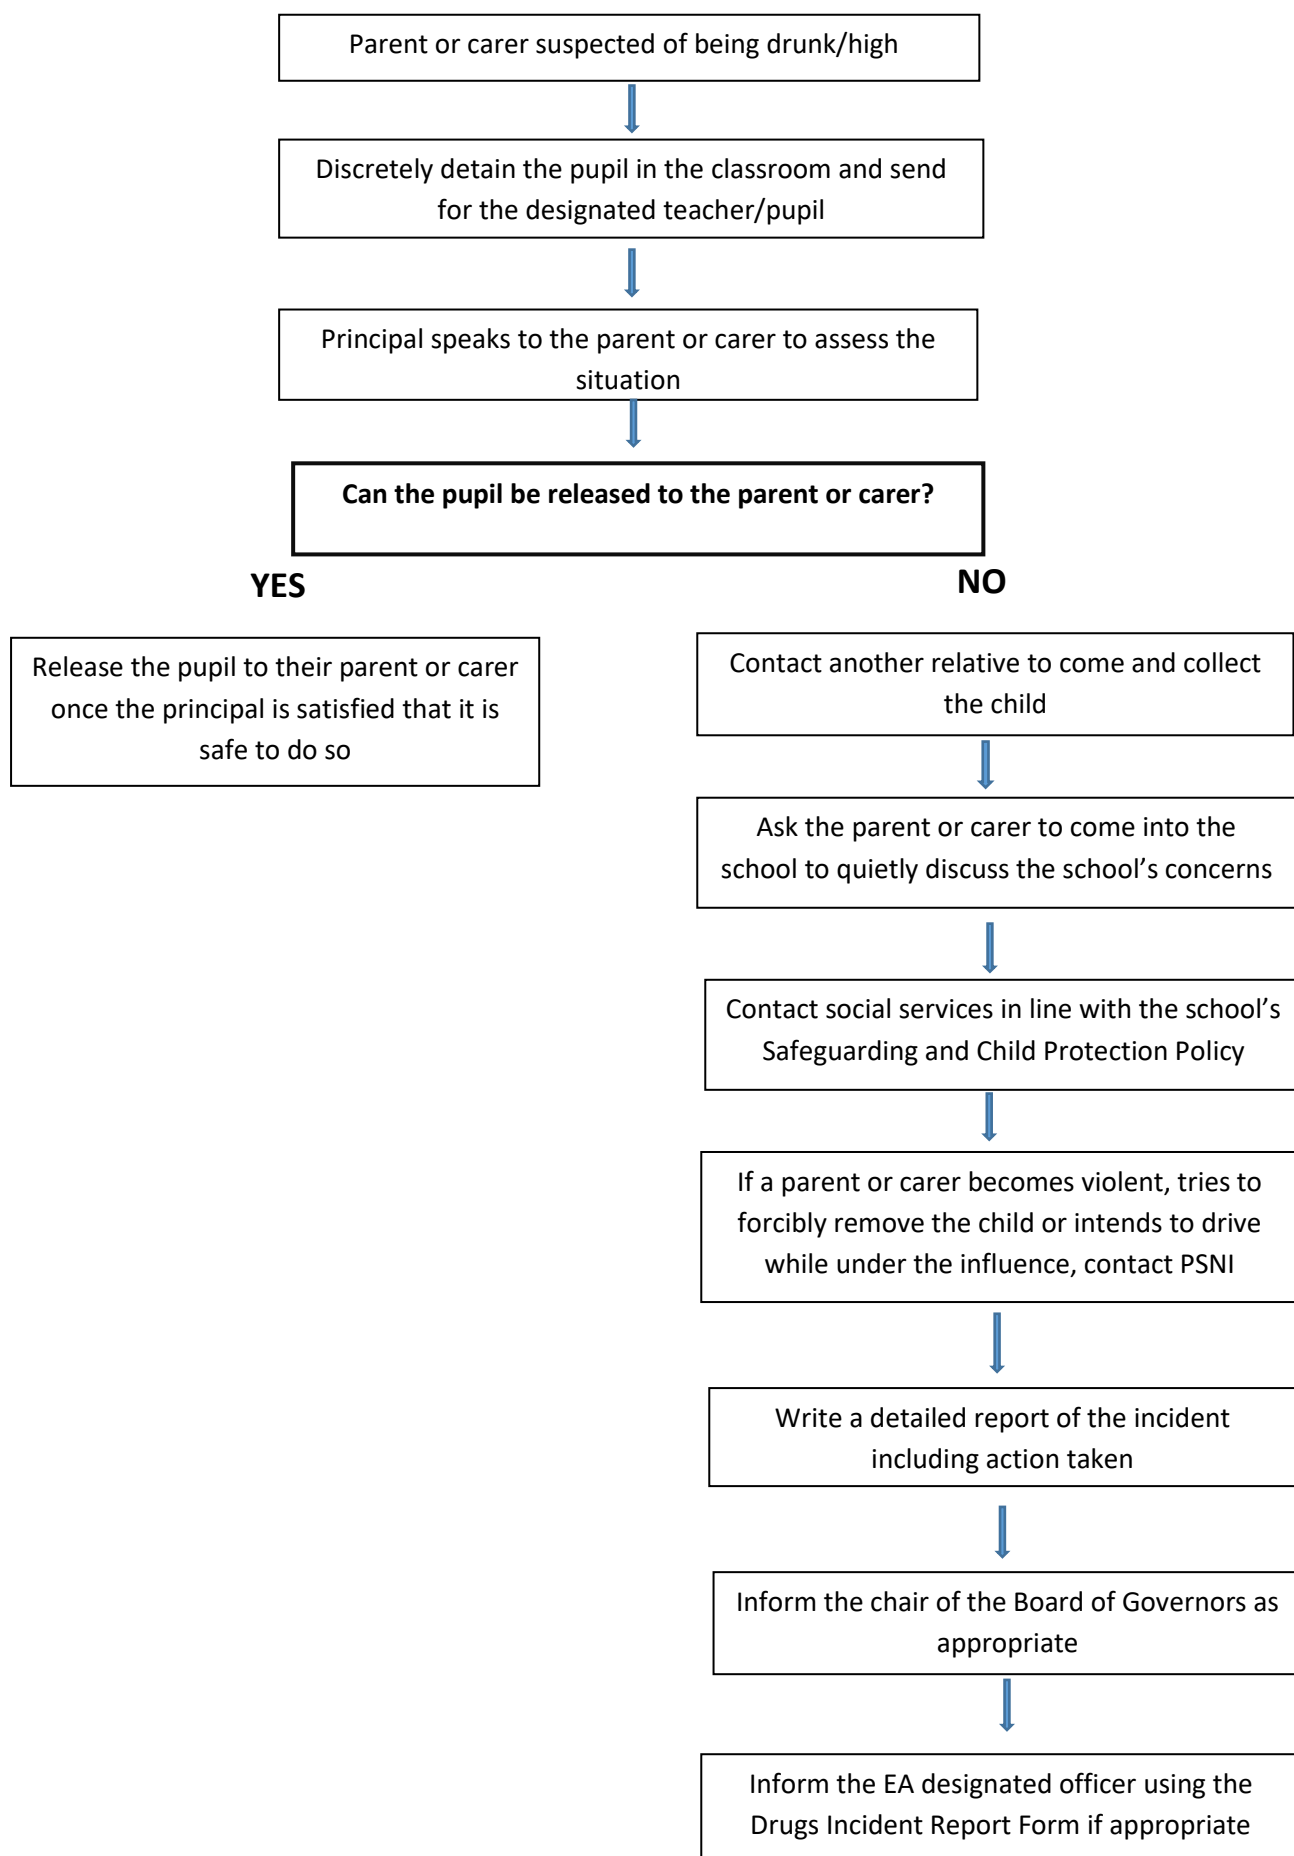 Parent or carer suspected of being drunk/high
Discretely detain the pupil in the classroom and send
for the designated teacher/pupil
Principal speaks to the parent or carer to assess the
situation
Can the pupil be released to the parent or carer?
YES
NO
Release the pupil to their parent or carer
once the principal is satisfied that it is
safe to do so
Contact another relative to come and collect
the child
Ask the parent or carer to come into the
school to quietly discuss the school’s concerns
Contact social services in line with the school’s
Safeguarding and Child Protection Policy
If a parent or carer becomes violent, tries to
forcibly remove the child or intends to drive
while under the influence, contact PSNI
Write a detailed report of the incident
including action taken
Inform the chair of the Board of Governors as
appropriate
Inform the EA designated officer using the
Drugs Incident Report Form if appropriate